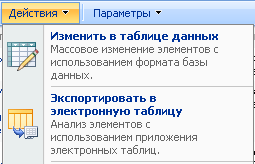 Действия Параметры
Изменить в таблице данных
Массовое изменение элементов с
использованием формата базы
данных.
Экспортировать в
электронную таблицу
Анализ элементов с
использованием приложения
электронных таблиц.